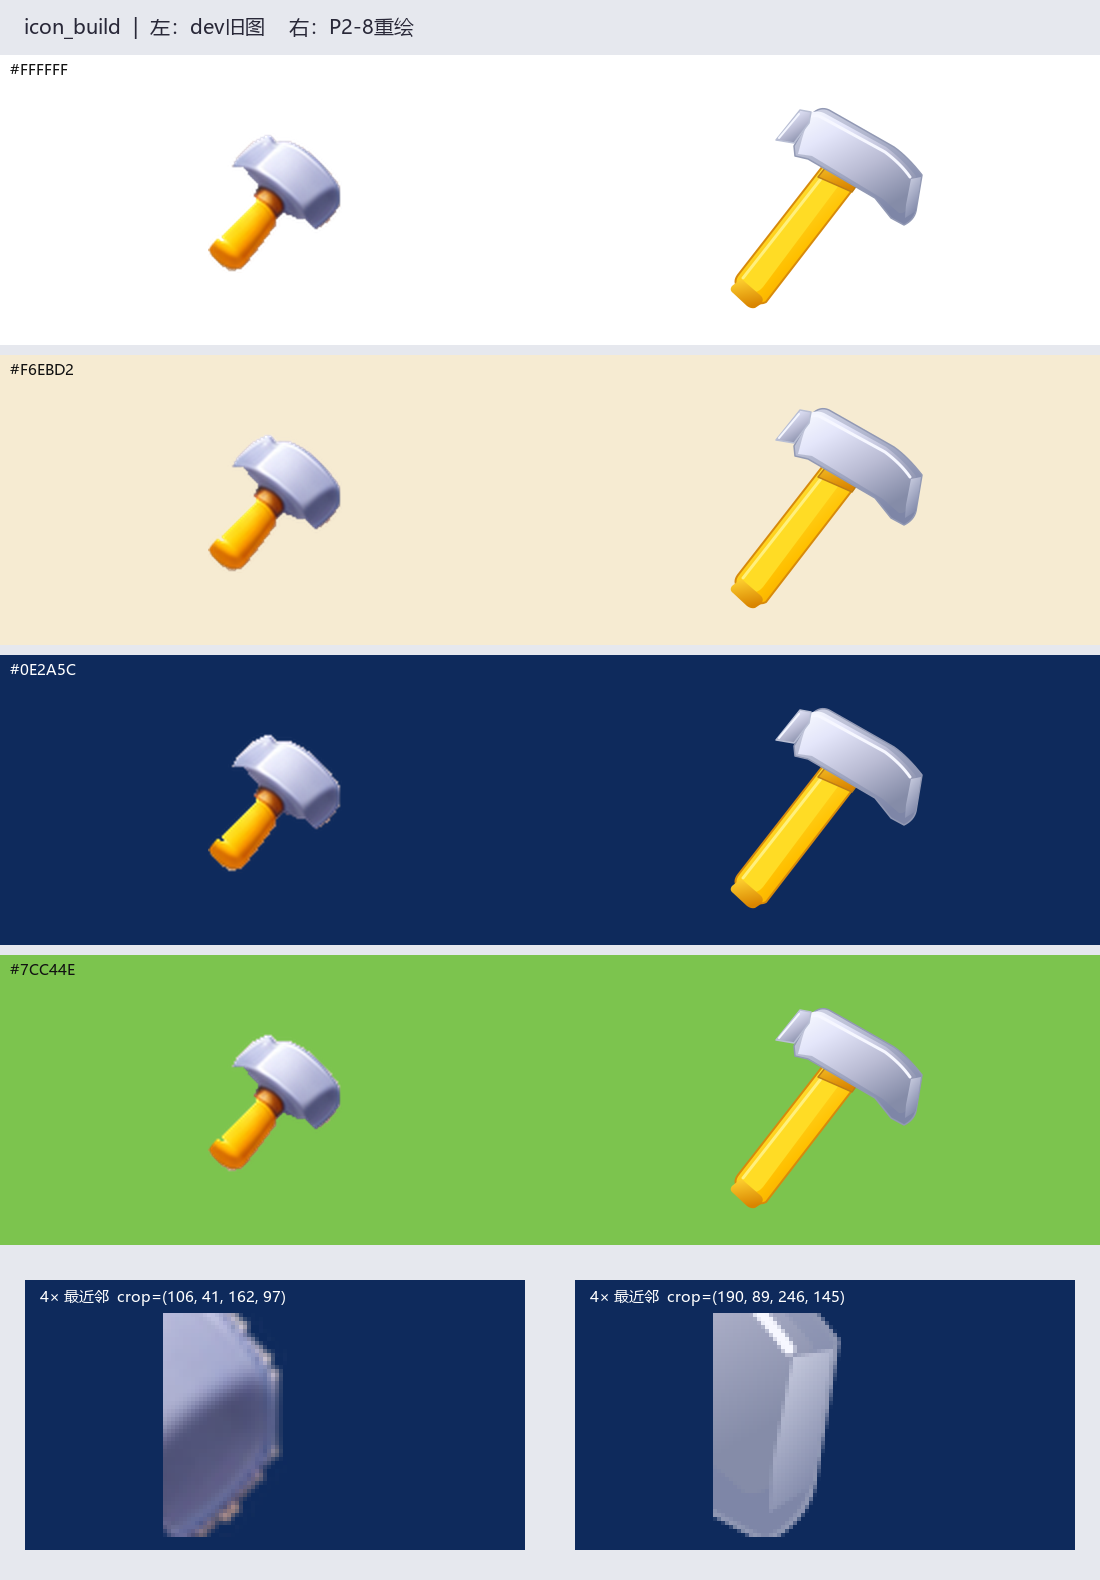 icon_build | 左：dev旧图 右：P2-8重绘
#FFFFFF
#F6EBD2
#0E2A5C
#7CC44E
4× 最近邻 crop=(106, 41, 162, 97)
4× 最近邻 crop=(190, 89, 246, 145)